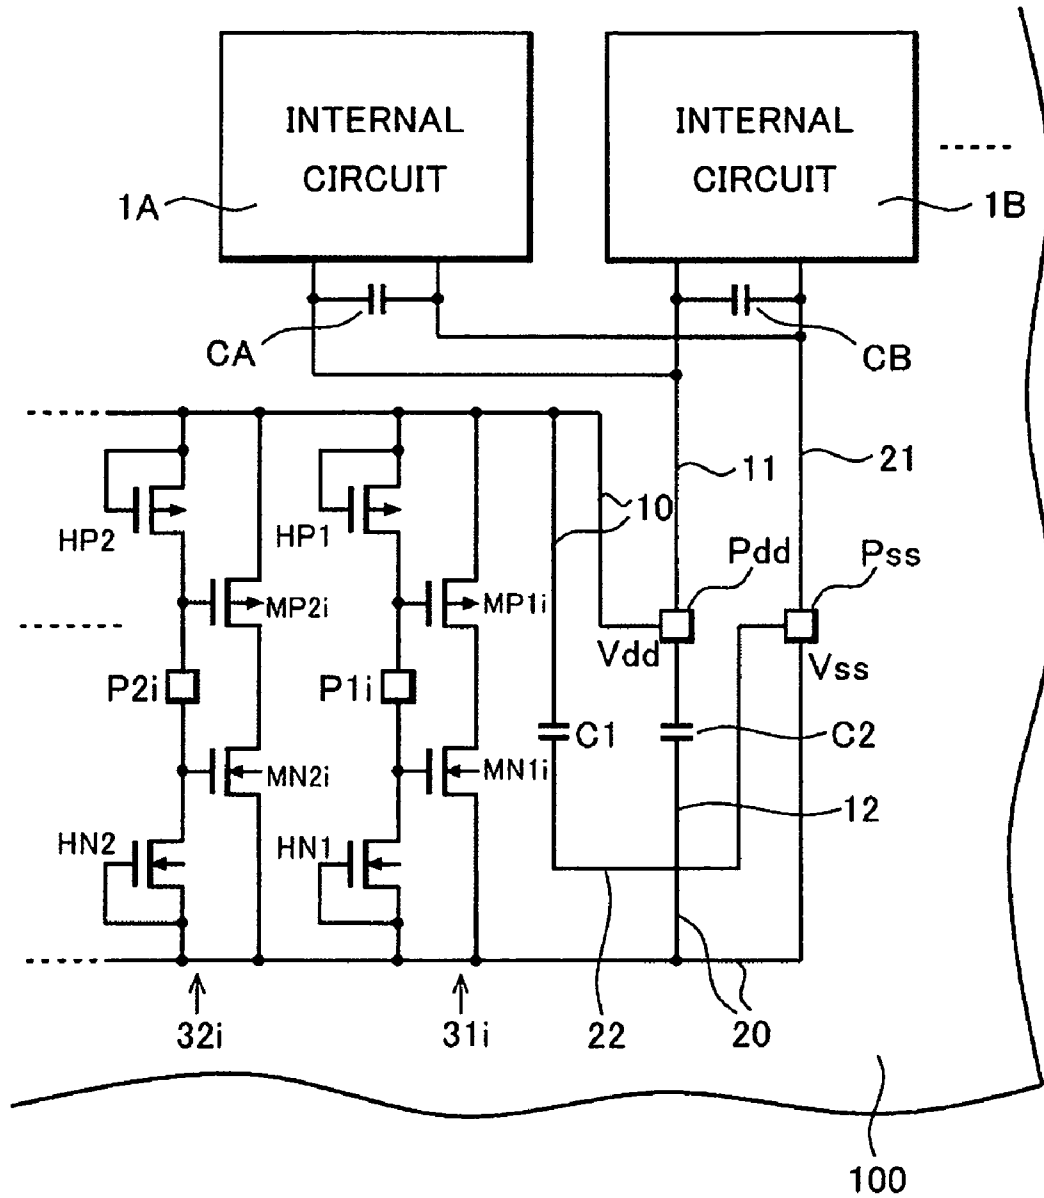 INTERNAL
CIRCUIT
INTERNAL
CIRCUIT
1A
1B
CA
CB
11
21
10
HP2
HP1
Pdd
Pss
MP2i
MP1i
Vdd
Vss
P2i
P1i
C1
C2
MN2i
MN1i
12
HN2
HN1
32i
31i
22
20
100